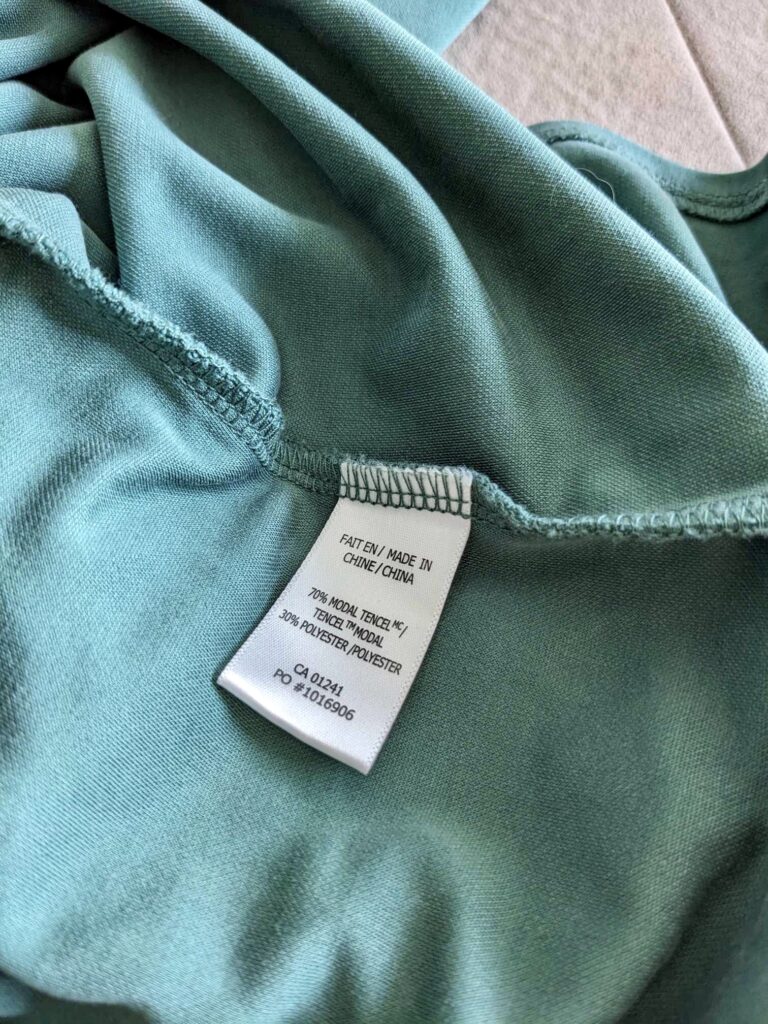 FAIT EN / MADE IN
CHINE / CHINA
70% MODAL TENCEL MC /
TENCEL™ MODAL
30% POLYESTER /POLYESTER
CA 01241
PO #1016906